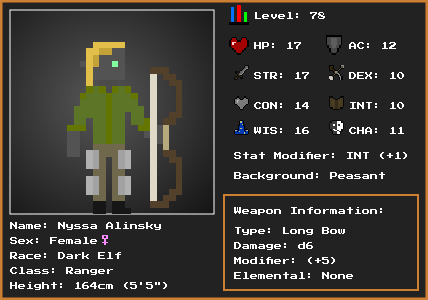 Level: 78
HP: 17 AC: 12
STR: 17 DEX: 10
CON: 14 INT: 10
WIS: 16 CHA: 11
Stat Modifier: INT (+1)
Background: Peasant
Name: Nyssa Alinsky
Sex: Female♀
Race: Dark Elf
Class: Ranger
Height: 164cm (5'5")
Weapon Information:
Type: Long Bow
Damage: d6
Modifier: (+5)
Elemental: None